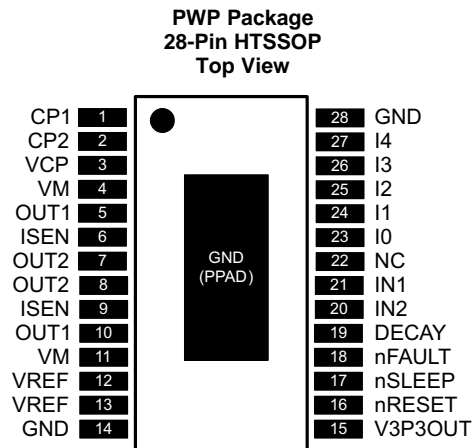 PWP Package
28-Pin HTSSOP
Top View
CP1 1 28 GND
CP2 2 27 I4
VCP 3 26 I3
VM 4 25 I2
OUT1 5 24 I1
ISEN 6 23 I0
OUT2 7 GND 22 NC
OUT2 8 (PPAD) 21 IN1
ISEN 9 20 IN2
OUT1 10 19 DECAY
VM 11 18 nFAULT
VREF 12 17 nSLEEP
VREF 13 16 nRESET
GND 14 15 V3P3OUT